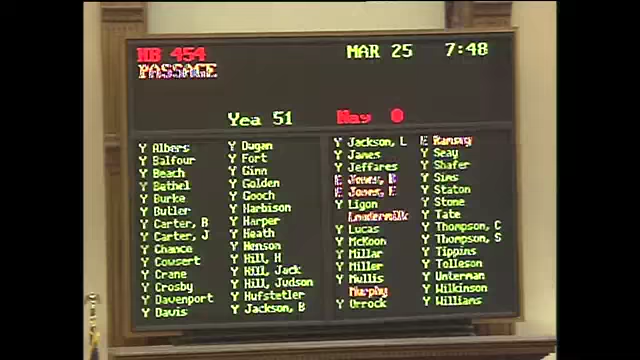 HB 454
MAR 25 7:48
PASSAGE
Yea 51 Nay 0
Y Albers
Y Balfour
Y Beach
Y Bethel
Y Burke
Y Butler
Y Carter, B
Y Carter, J
Y Chance
Y Cowsert
Y Crane
Y Crosby
Y Davenport
Y Davis
Y Dugan
Y Fort
Y Ginn
Y Golden
Y Gooch
Y Harbison
Y Harper
Y Heath
Y Henson
Y Hill, H
Y Hill, Jack
Y Hill, Judson
Y Hufstetler
Y Jackson, B
Y Jackson, L
Y James
Y Jeffares
E Jones, B
E Jones, E
Y Ligon
Loudermilk
Y Lucas
Y McKoon
Y Millar
Y Miller
Y Mullis
Murphy
Y Orrock
E Ramsey
Y Seay
Y Shafer
Y Sims
Y Staton
Y Stone
Y Tate
Y Thompson, C
Y Thompson, S
Y Tippins
Y Tolleson
Y Unterman
Y Wilkinson
Y Williams